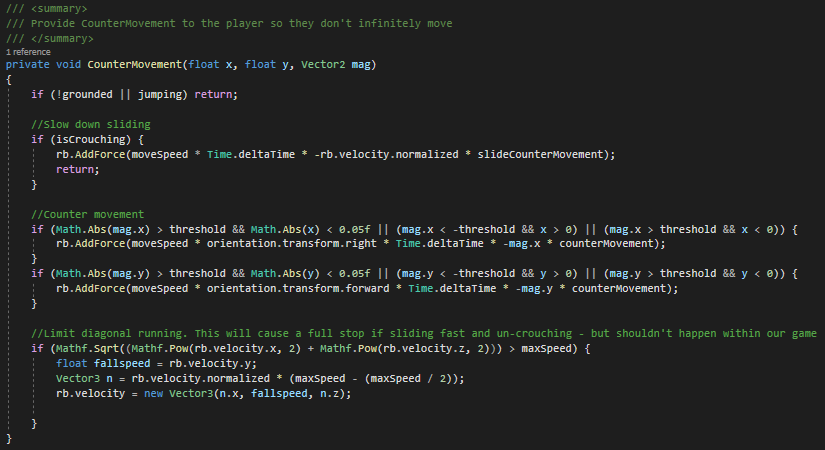 /// <summary>
/// Provide CounterMovement to the player so they don't infinitely move
/// </summary>
1 reference
private void CounterMovement(float x, float y, Vector2 mag)
{
if (!grounded || jumping) return;
//Slow down sliding
if (isCrouching) {
rb.AddForce(moveSpeed * Time.deltaTime * -rb.velocity.normalized * slideCounterMovement);
return;
}
//Counter movement
if (Math.Abs(mag.x) > threshold && Math.Abs(x) < 0.05f || (mag.x < -threshold && x > 0) || (mag.x > threshold && x < 0)) {
rb.AddForce(moveSpeed * orientation.transform.right * Time.deltaTime * -mag.x * counterMovement);
}
if (Math.Abs(mag.y) > threshold && Math.Abs(y) < 0.05f || (mag.y < -threshold && y > 0) || (mag.y > threshold && y < 0)) {
rb.AddForce(moveSpeed * orientation.transform.forward * Time.deltaTime * -mag.y * counterMovement);
}
//Limit diagonal running. This will cause a full stop if sliding fast and un-crouching - but shouldn't happen within our game
if (Mathf.Sqrt((Mathf.Pow(rb.velocity.x, 2) + Mathf.Pow(rb.velocity.z, 2))) > maxSpeed) {
float fallspeed = rb.velocity.y;
Vector3 n = rb.velocity.normalized * (maxSpeed - (maxSpeed / 2));
rb.velocity = new Vector3(n.x, fallspeed, n.z);
}
}